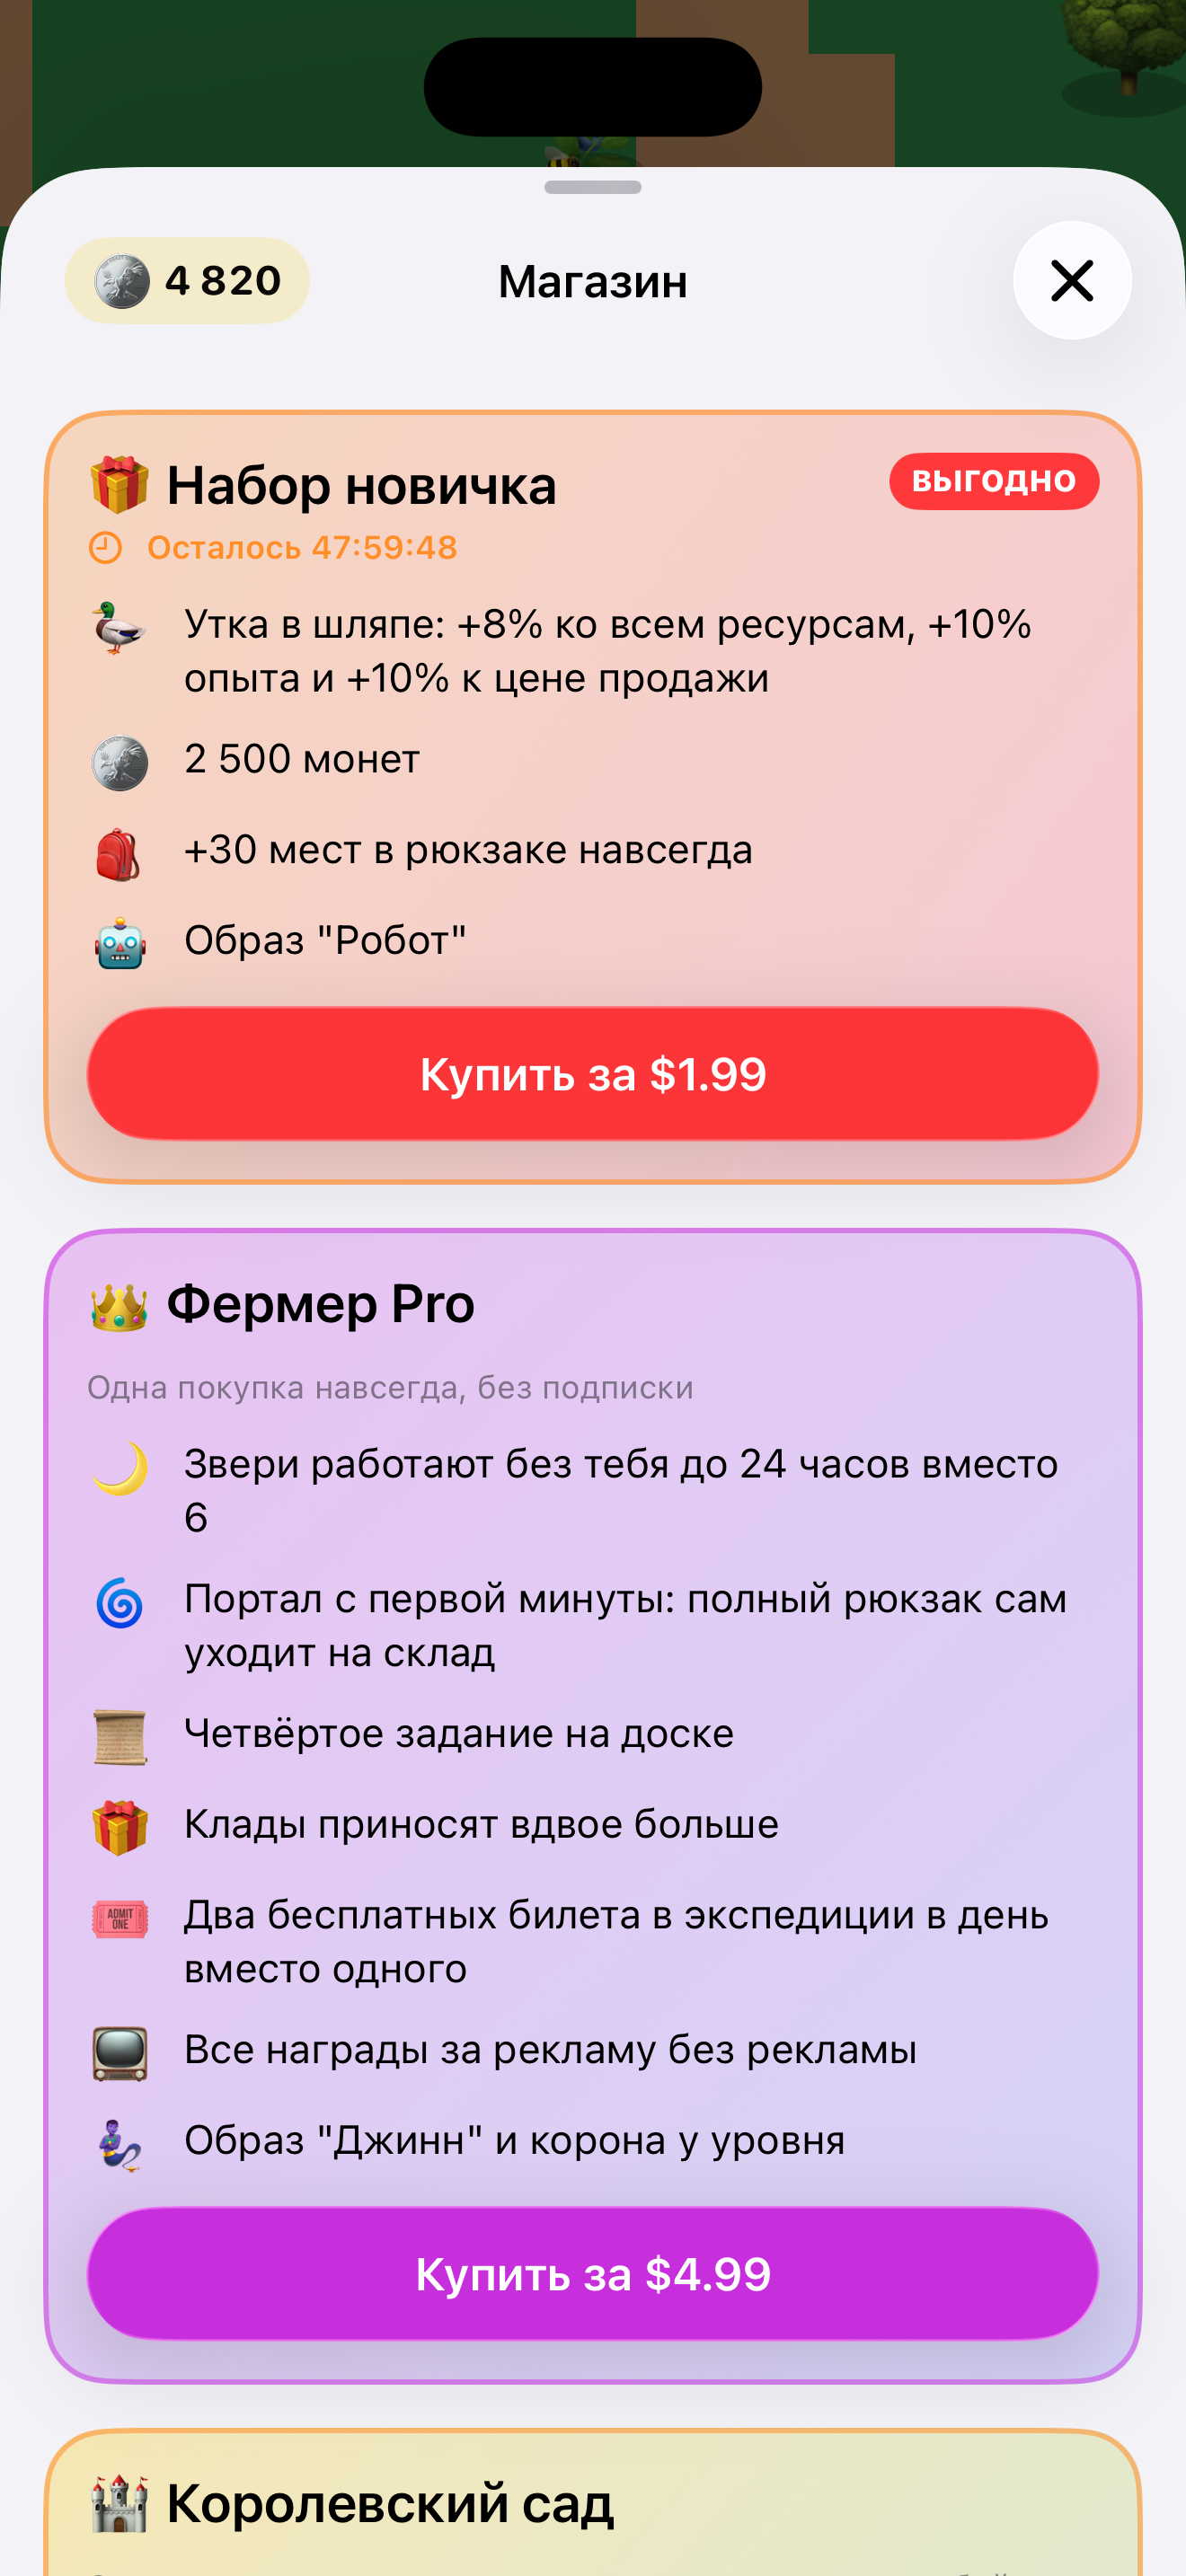 4 820
Магазин
Набор новичка
ВЫГОДНО
Осталось 47:59:48
Утка в шляпе: +8% ко всем ресурсам, +10%
опыта и +10% к цене продажи
2 500 монет
+30 мест в рюкзаке навсегда
Образ "Робот"
Купить за $1.99
Фермер Pro
Одна покупка навсегда, без подписки
Звери работают без тебя до 24 часов вместо
6
Портал с первой минуты: полный рюкзак сам
уходит на склад
Четвёртое задание на доске
Клады приносят вдвое больше
ADMIT
ONE
Два бесплатных билета в экспедиции в день
вместо одного
Все награды за рекламу без рекламы
Образ "Джинн" и корона у уровня
Купить за $4.99
Королевский сад